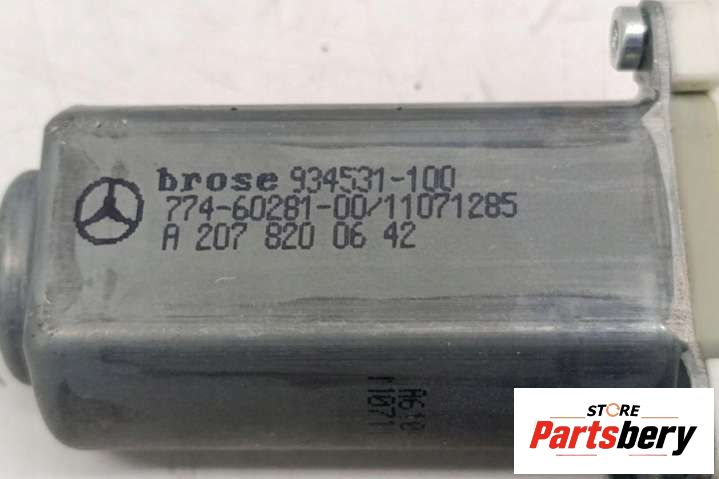 brose 934531-100
774-60281-00/11071285
A 207 820 06 42
STORE
Partsbery